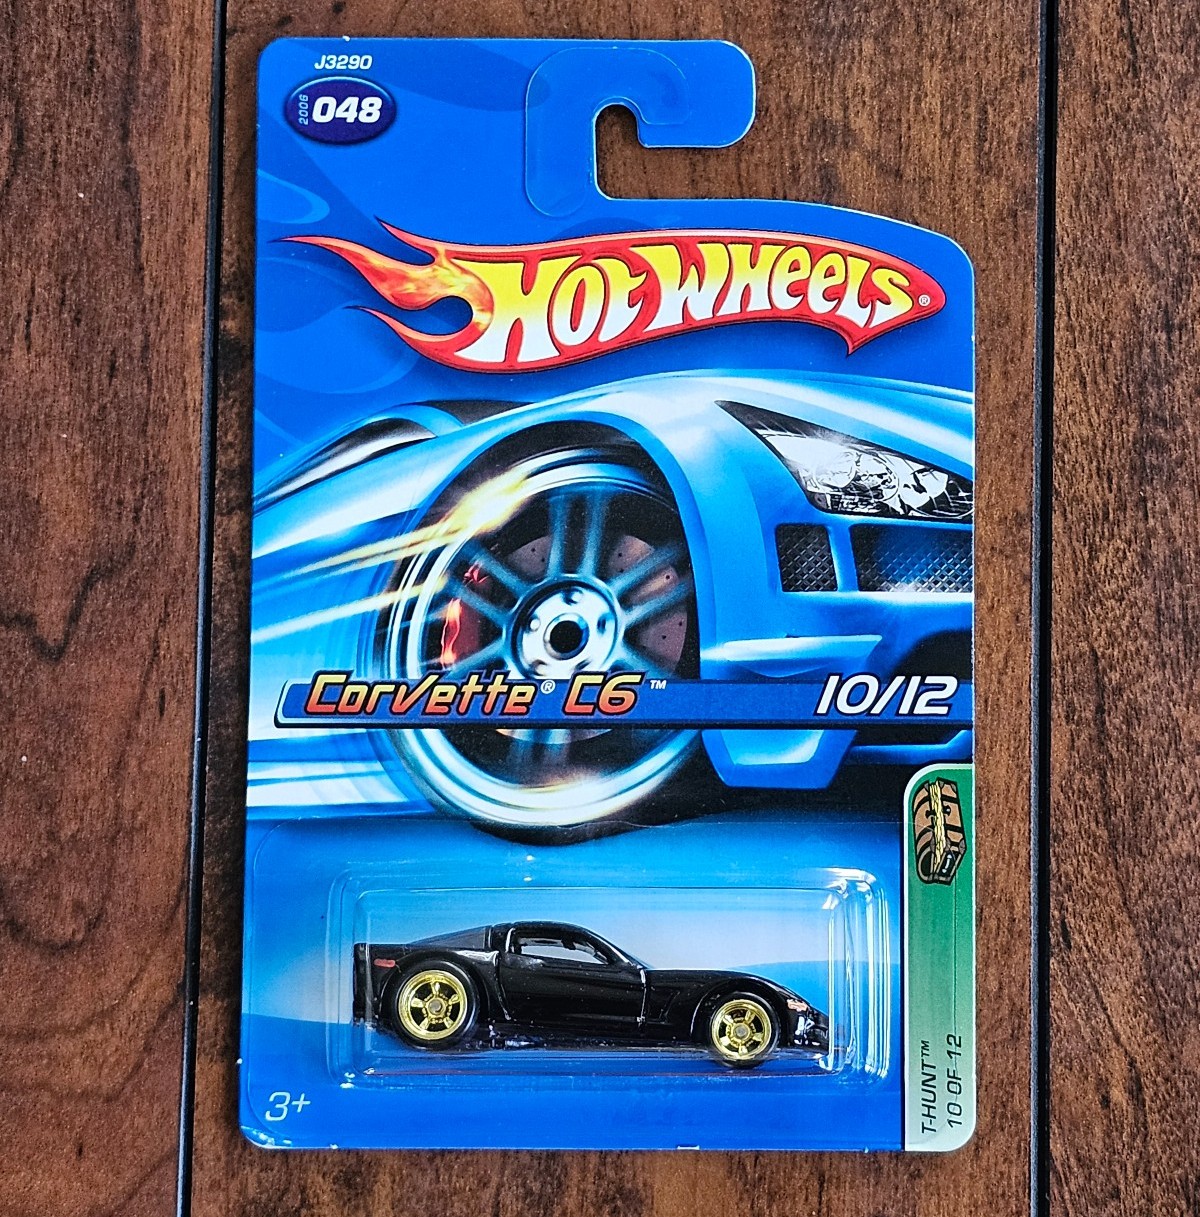 J3290
2006 048
HOT WHEELS®
Corvette® C6™ 10/12
T-HUNT™
10 OF 12
3+